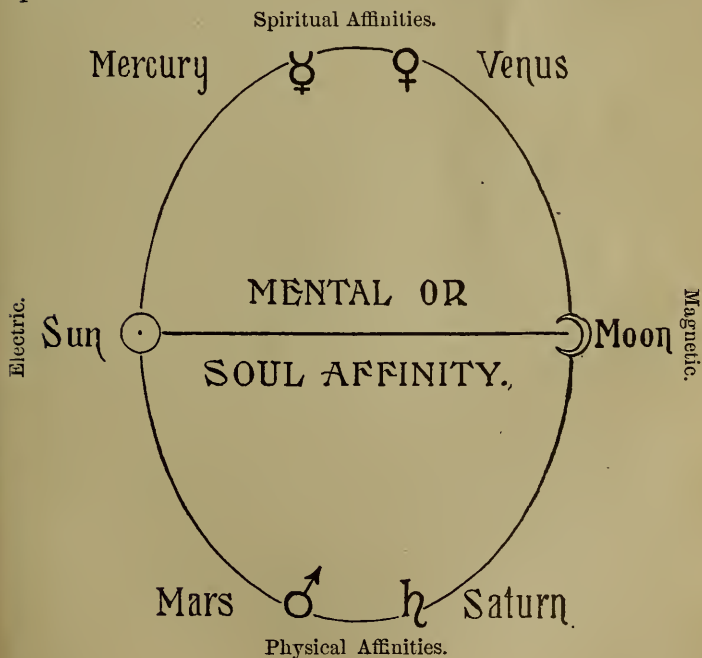 Spiritual Affinities.
Mercury ☿ ♀ Venus
MENTAL OR
Electric. Sun ☉ ☽ Moon Magnetic.
SOUL AFFINITY.
Mars ♂ ♄ Saturn.
Physical Affinities.